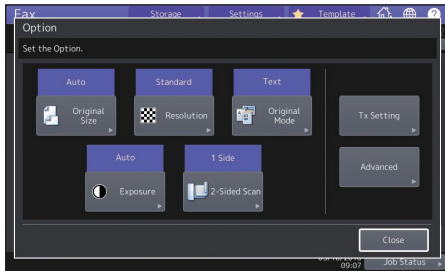 Fax
Storage
Settings
Template
Option
Set the Option.
Auto
Standard
Text
Original
Size
Resolution
Original
Mode
Tx Setting
Auto
1 Side
Exposure
2-Sided Scan
Advanced
Close
09:07
Job Status